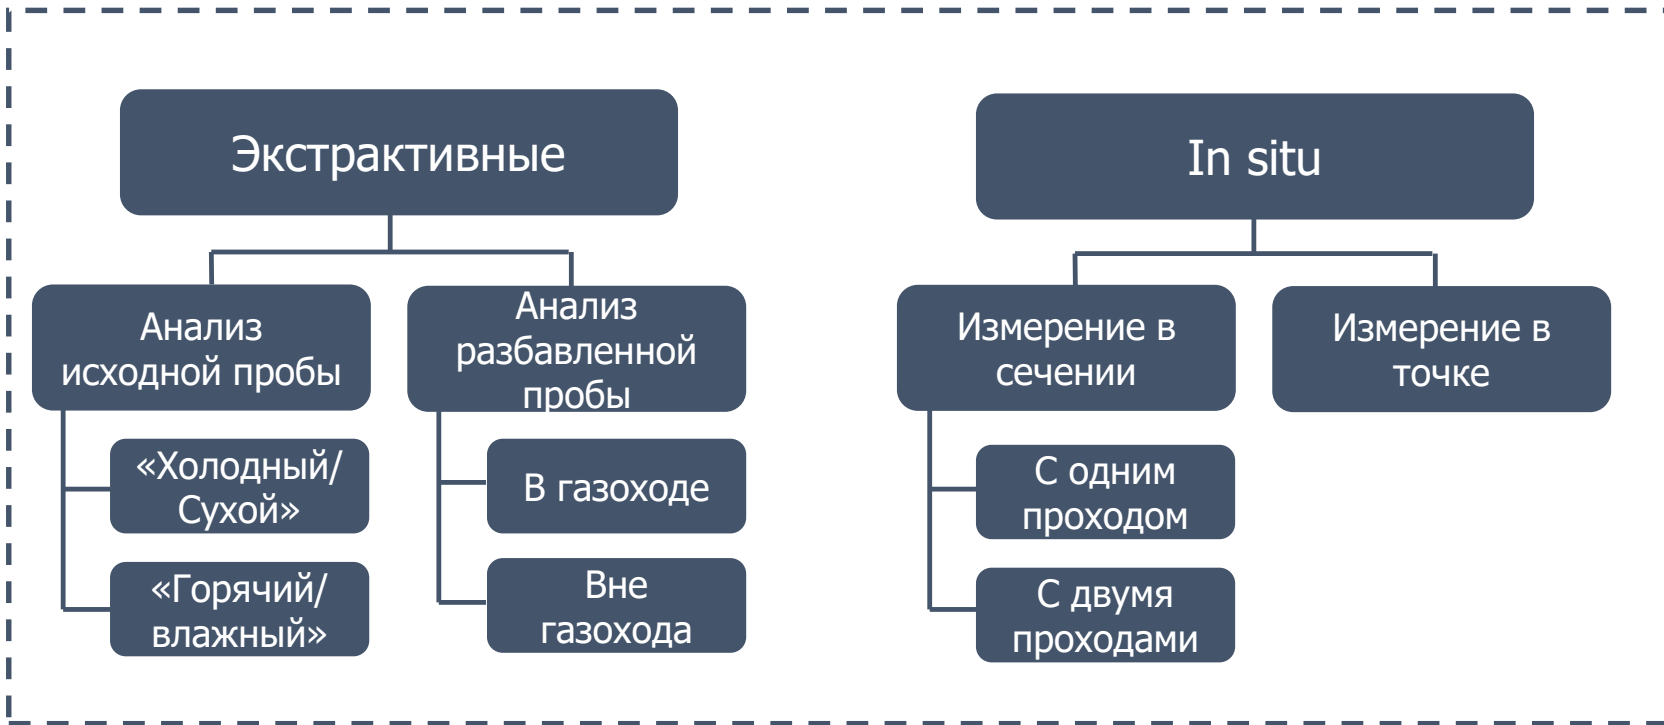 Экстрактивные
Анализ
исходной пробы
«Холодный/
Сухой»
«Горячий/
влажный»
Анализ
разбавленной
пробы
В газоходе
Вне
газохода
In situ
Измерение в
сечении
С одним
проходом
С двумя
проходами
Измерение в
точке